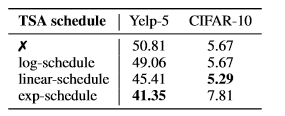 TSA schedule Yelp-5 CIFAR-10
✗ 50.81 5.67
log-schedule 49.06 5.67
linear-schedule 45.41 5.29
exp-schedule 41.35 7.81